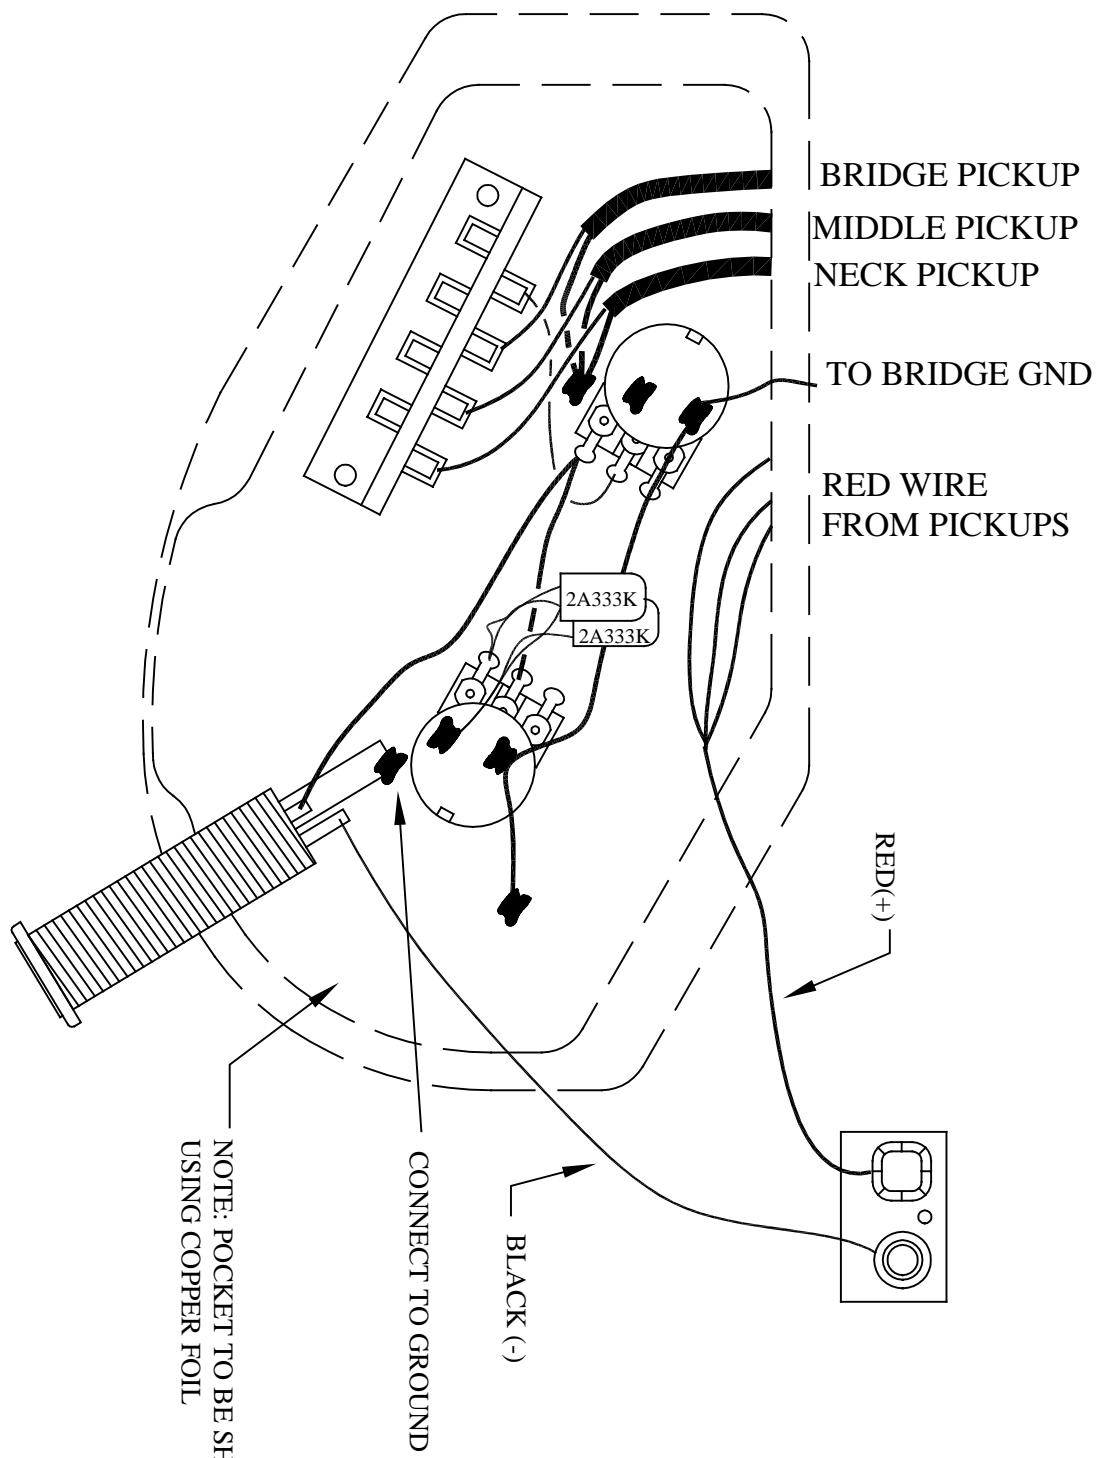 BRIDGE PICKUP
MIDDLE PICKUP
NECK PICKUP
TO BRIDGE GND
RED WIRE
FROM PICKUPS
2A333K
2A333K
RED(+)
CONNECT TO GROUND
BLACK (-)
NOTE: POCKET TO BE
USING COPPER FOIL